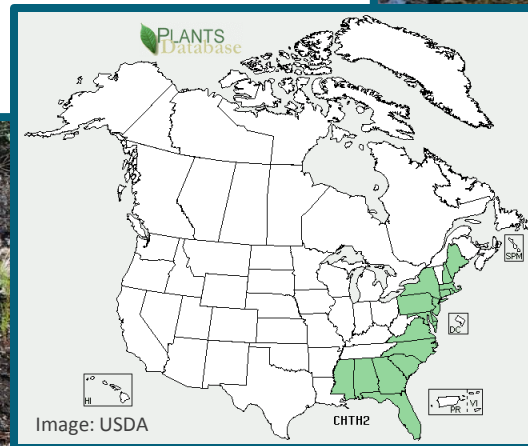 PLANTS
Database
SPM
DC
HI
PR
VI
Image: USDA
CHTH2